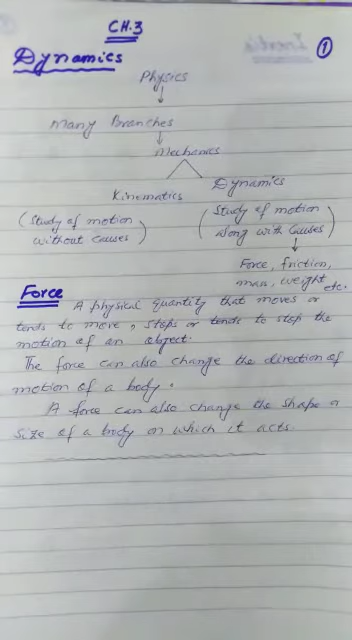 CH.3
Dynamics
1
Physics
Many Branches
Mechanics
Kinematics
Dynamics
(Study of motion without causes)
(Study of motion along with causes)
Force, friction, mass, weight etc.
Force
A physical quantity that moves or
tends to move, stops or tends to stop the
motion of an object.
The force can also change the direction of
motion of a body.
A force can also change the shape or
size of a body on which it acts.